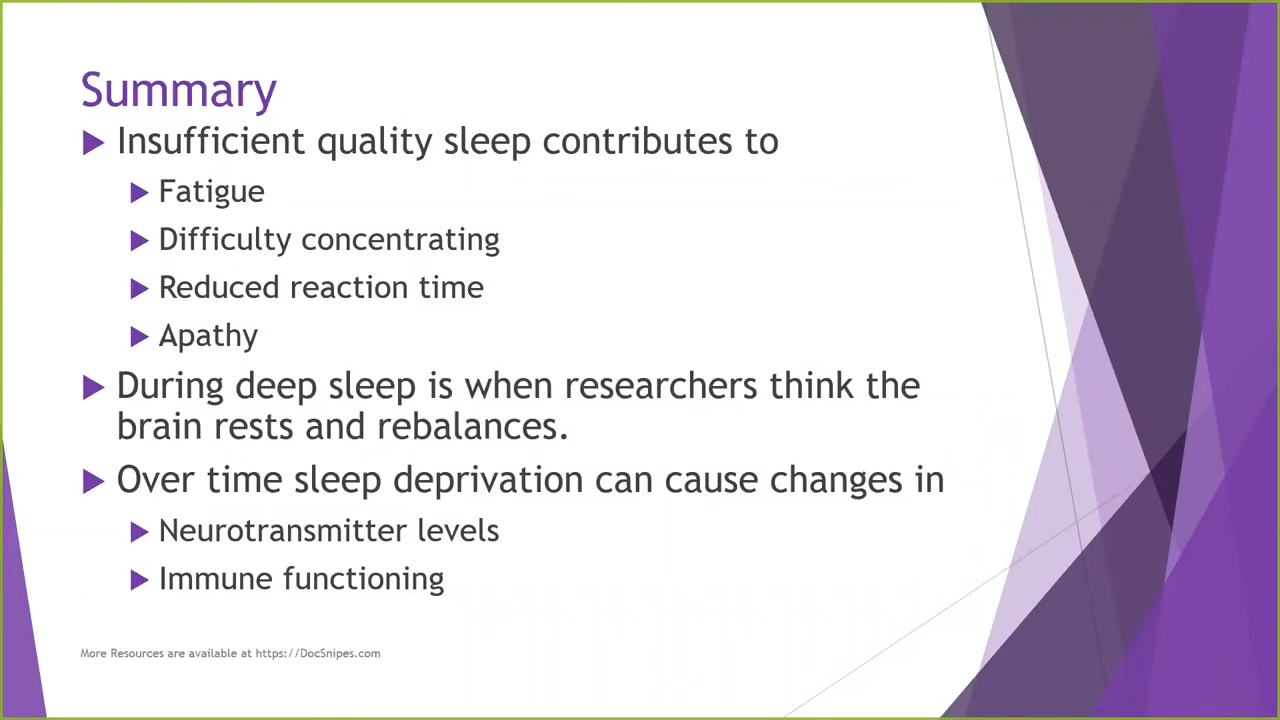 Summary
Insufficient quality sleep contributes to
Fatigue
Difficulty concentrating
Reduced reaction time
Apathy
During deep sleep is when researchers think the
brain rests and rebalances.
Over time sleep deprivation can cause changes in
Neurotransmitter levels
Immune functioning
More Resources are available at https://DocSnipes.com